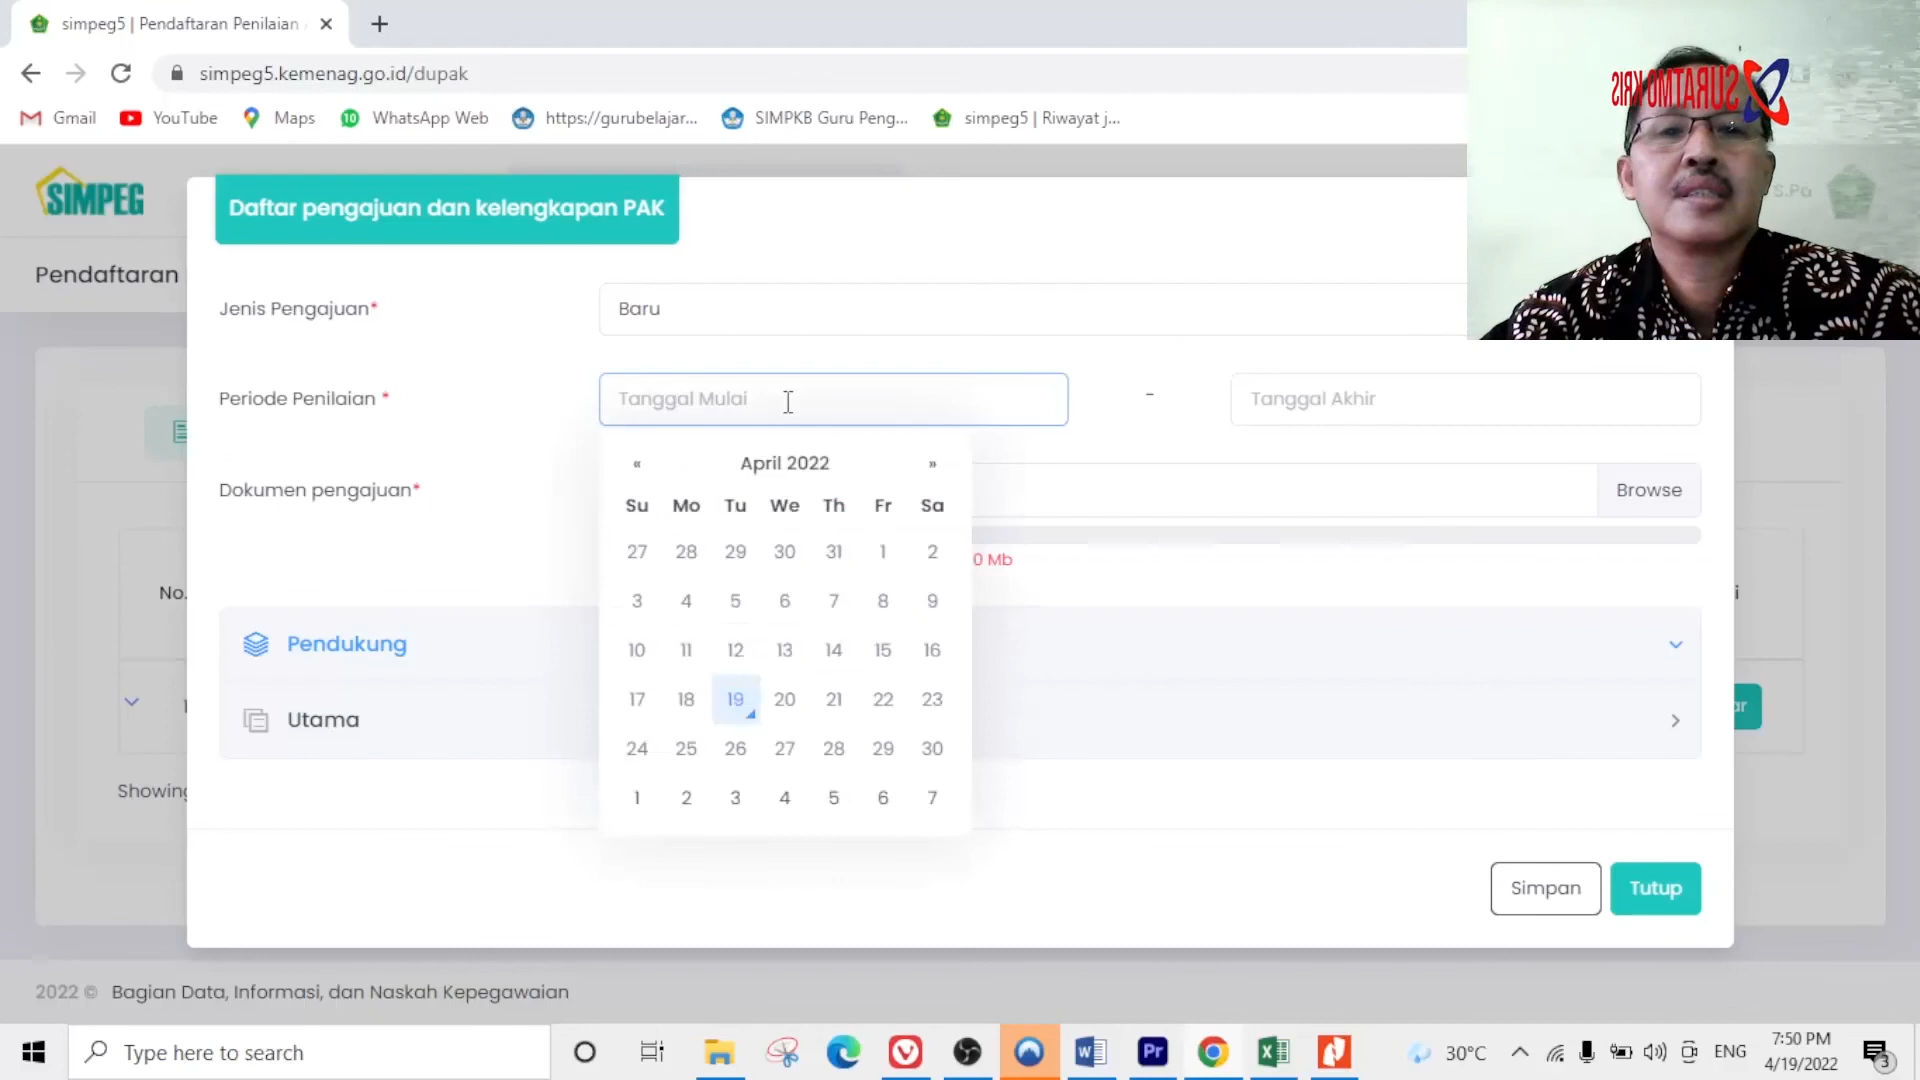 simpeg5 | Pendaftaran Penilaian
simpeg5.kemenag.go.id/dupak
Gmail
YouTube
Maps
10
WhatsApp Web
https://gurubelajar...
SIMPKB Guru Peng...
simpeg5 | Riwayat j...
SURATMO KRIS
SIMPEG
Daftar pengajuan dan kelengkapan PAK
S.Pd
Pendaftaran
Jenis Pengajuan*
Baru
Periode Penilaian *
Tanggal Mulai
-
Tanggal Akhir
« April 2022 »
Su Mo Tu We Th Fr Sa
27 28 29 30 31 1 2
3 4 5 6 7 8 9
10 11 12 13 14 15 16
17 18 19 20 21 22 23
24 25 26 27 28 29 30
1 2 3 4 5 6 7
Dokumen pengajuan*
Browse
0 Mb
No.
Pendukung
Utama
Showing
Simpan
Tutup
2022 © Bagian Data, Informasi, dan Naskah Kepegawaian
Type here to search
Pr
30°C
ENG
7:50 PM
4/19/2022
3